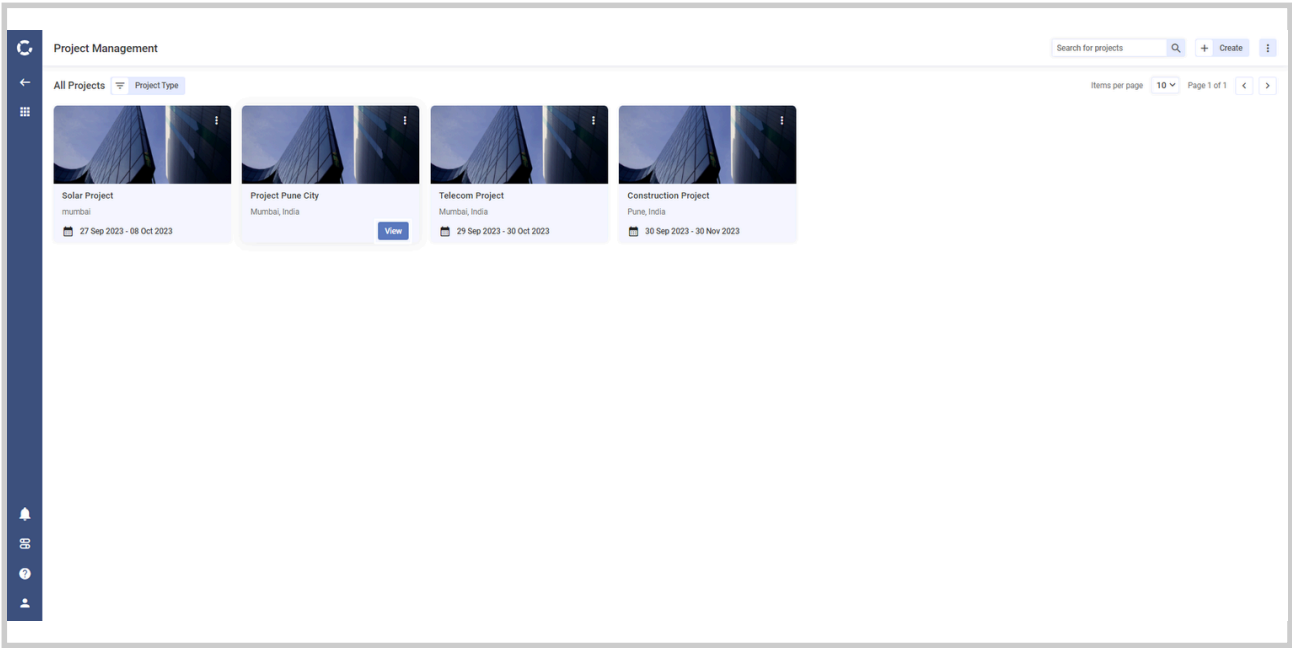 Project Management
Search for projects
Create
All Projects
Project Type
Items per page 10 Page 1 of 1
Solar Project
mumbai
27 Sep 2023 - 08 Oct 2023
Project Pune City
Mumbai, India
View
Telecom Project
Mumbai, India
29 Sep 2023 - 30 Oct 2023
Construction Project
Pune, India
30 Sep 2023 - 30 Nov 2023